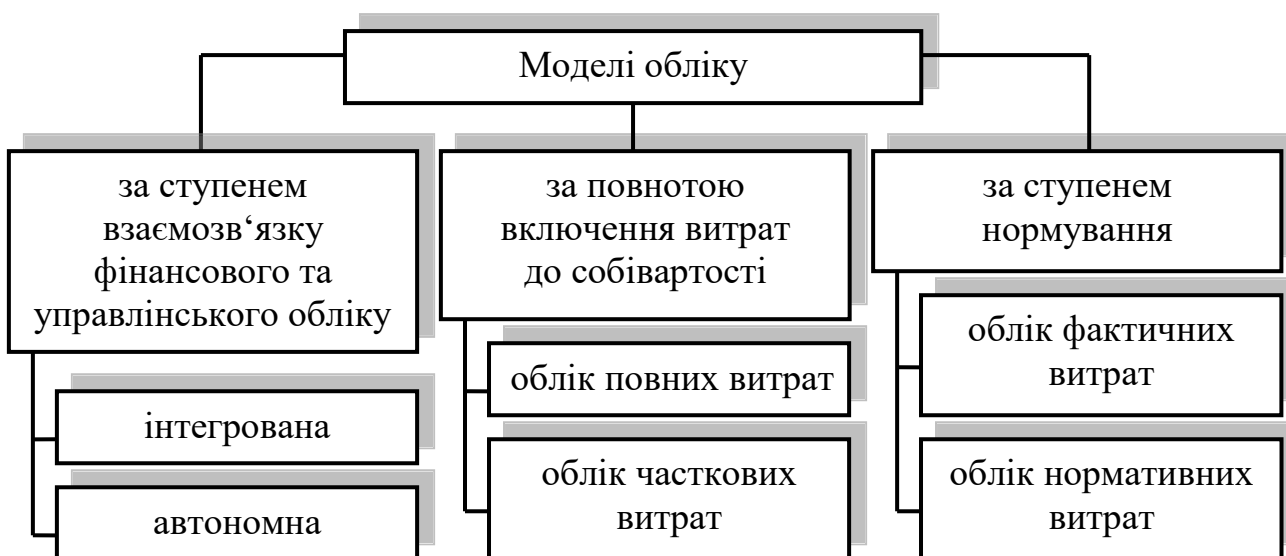 Моделі обліку
за ступенем
взаємозв‘язку
фінансового та
управлінського обліку
інтегрована
автономна
за повнотою
включення витрат
до собівартості
облік повних витрат
облік часткових
витрат
за ступенем
нормування
облік фактичних
витрат
облік нормативних
витрат